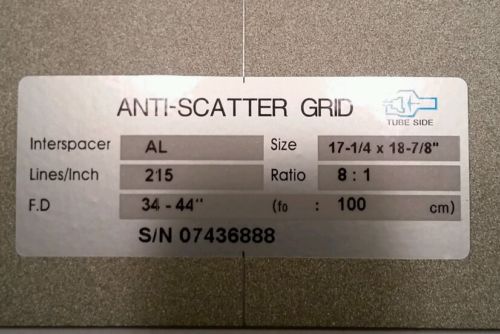 ANTI-SCATTER GRID
TUBE SIDE
Interspacer AL Size 17-1/4 x 18-7/8"
Lines/Inch 215 Ratio 8 : 1
F.D 34 - 44" (f0 : 100 cm)
S/N 07436888